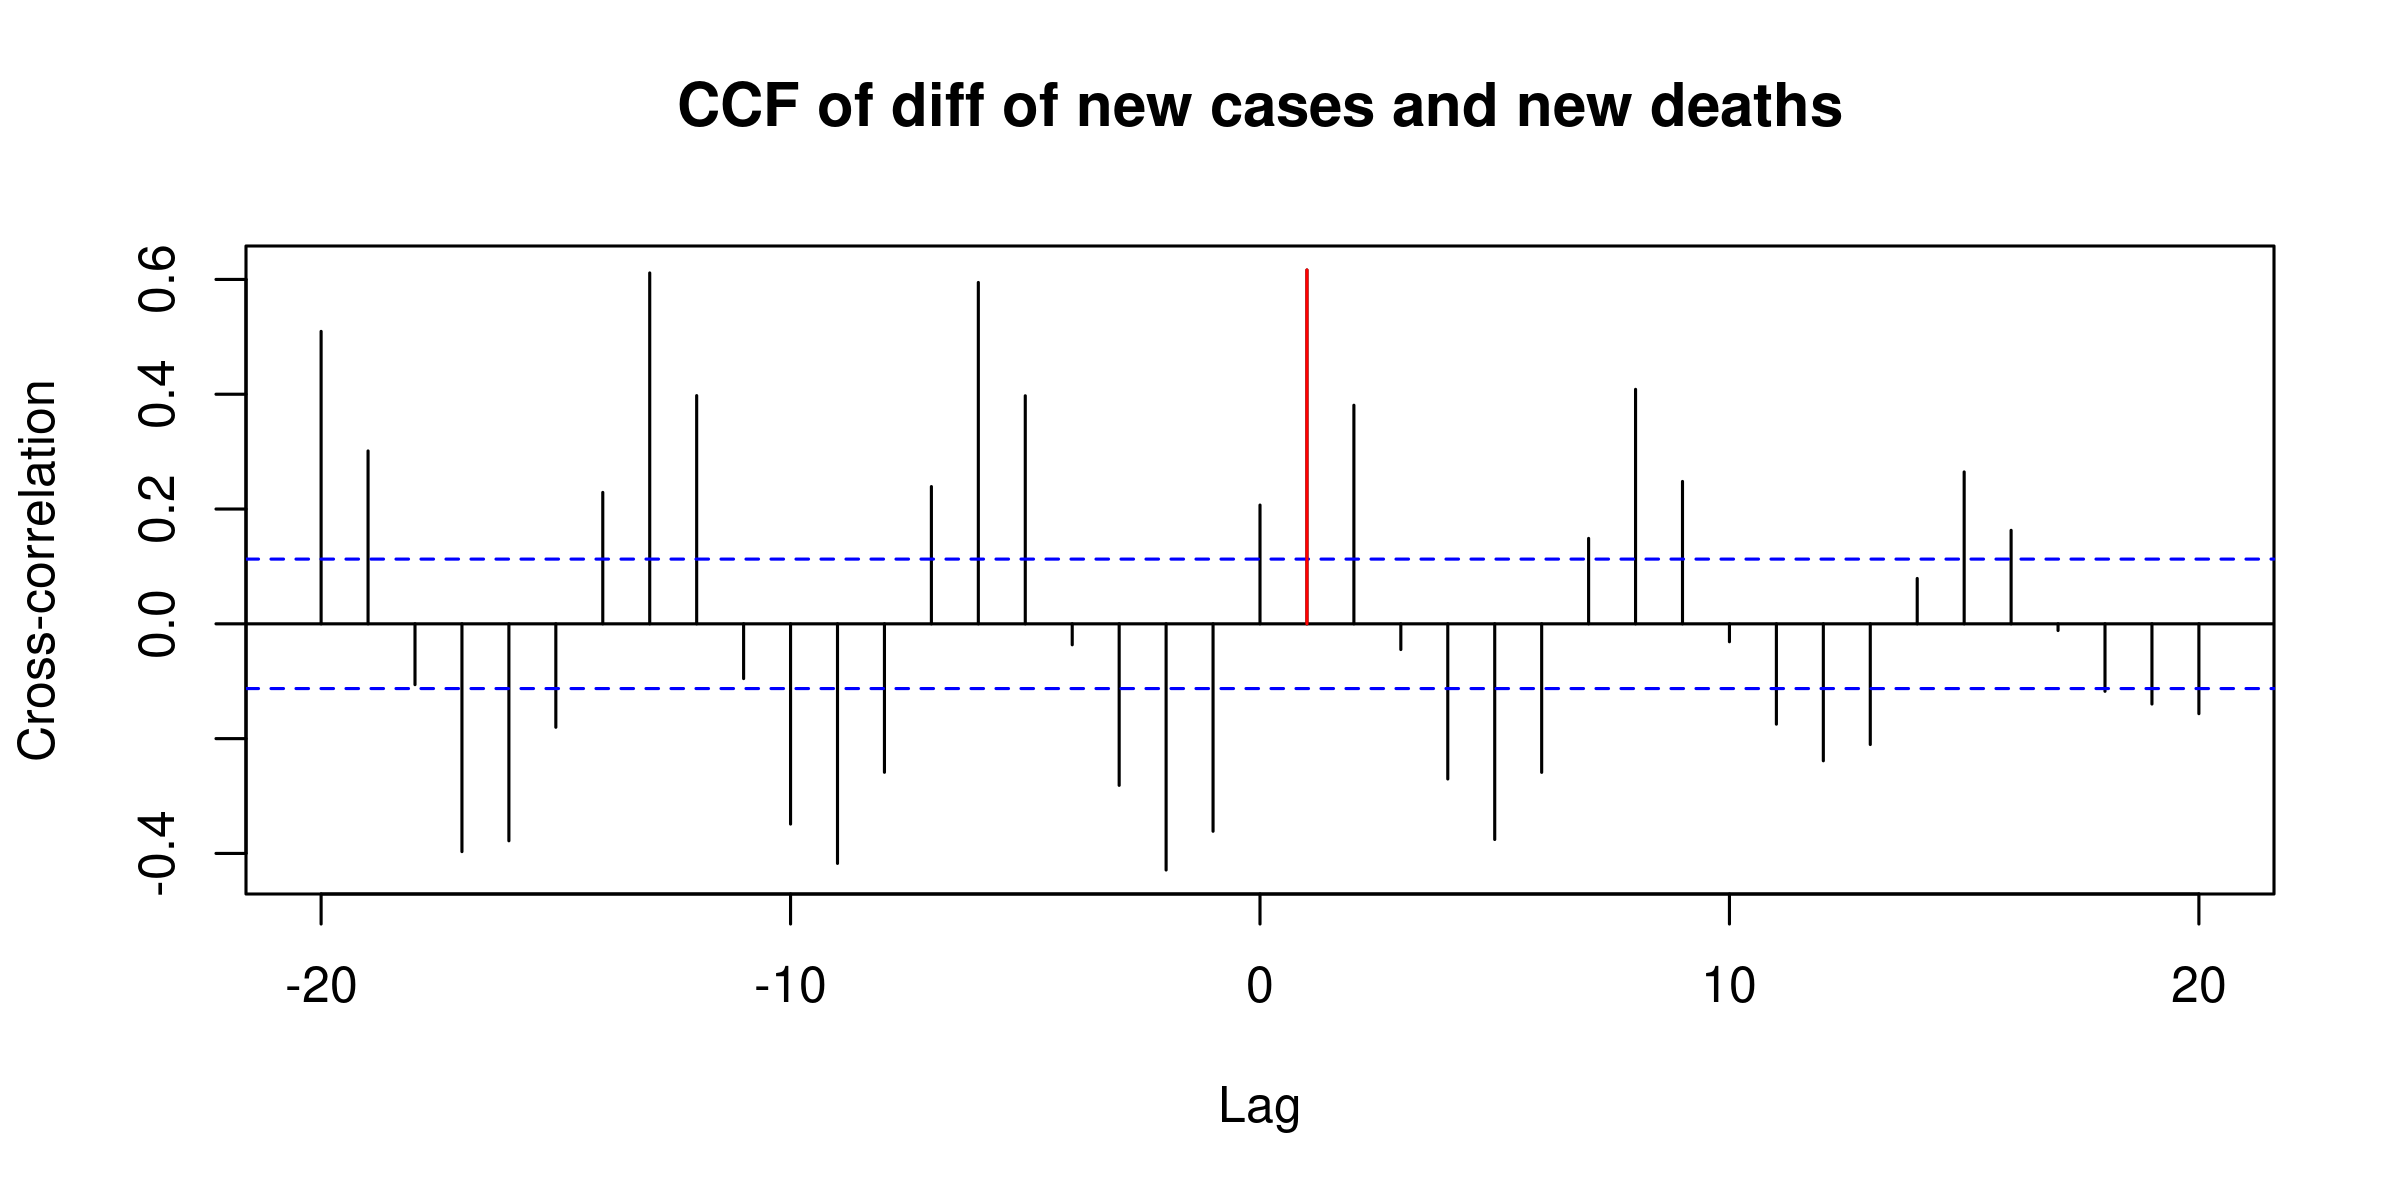 CCF of diff of new cases and new deaths
Cross-correlation
0.6
0.4
0.2
0.0
-0.4
-20 -10 0 10 20
Lag